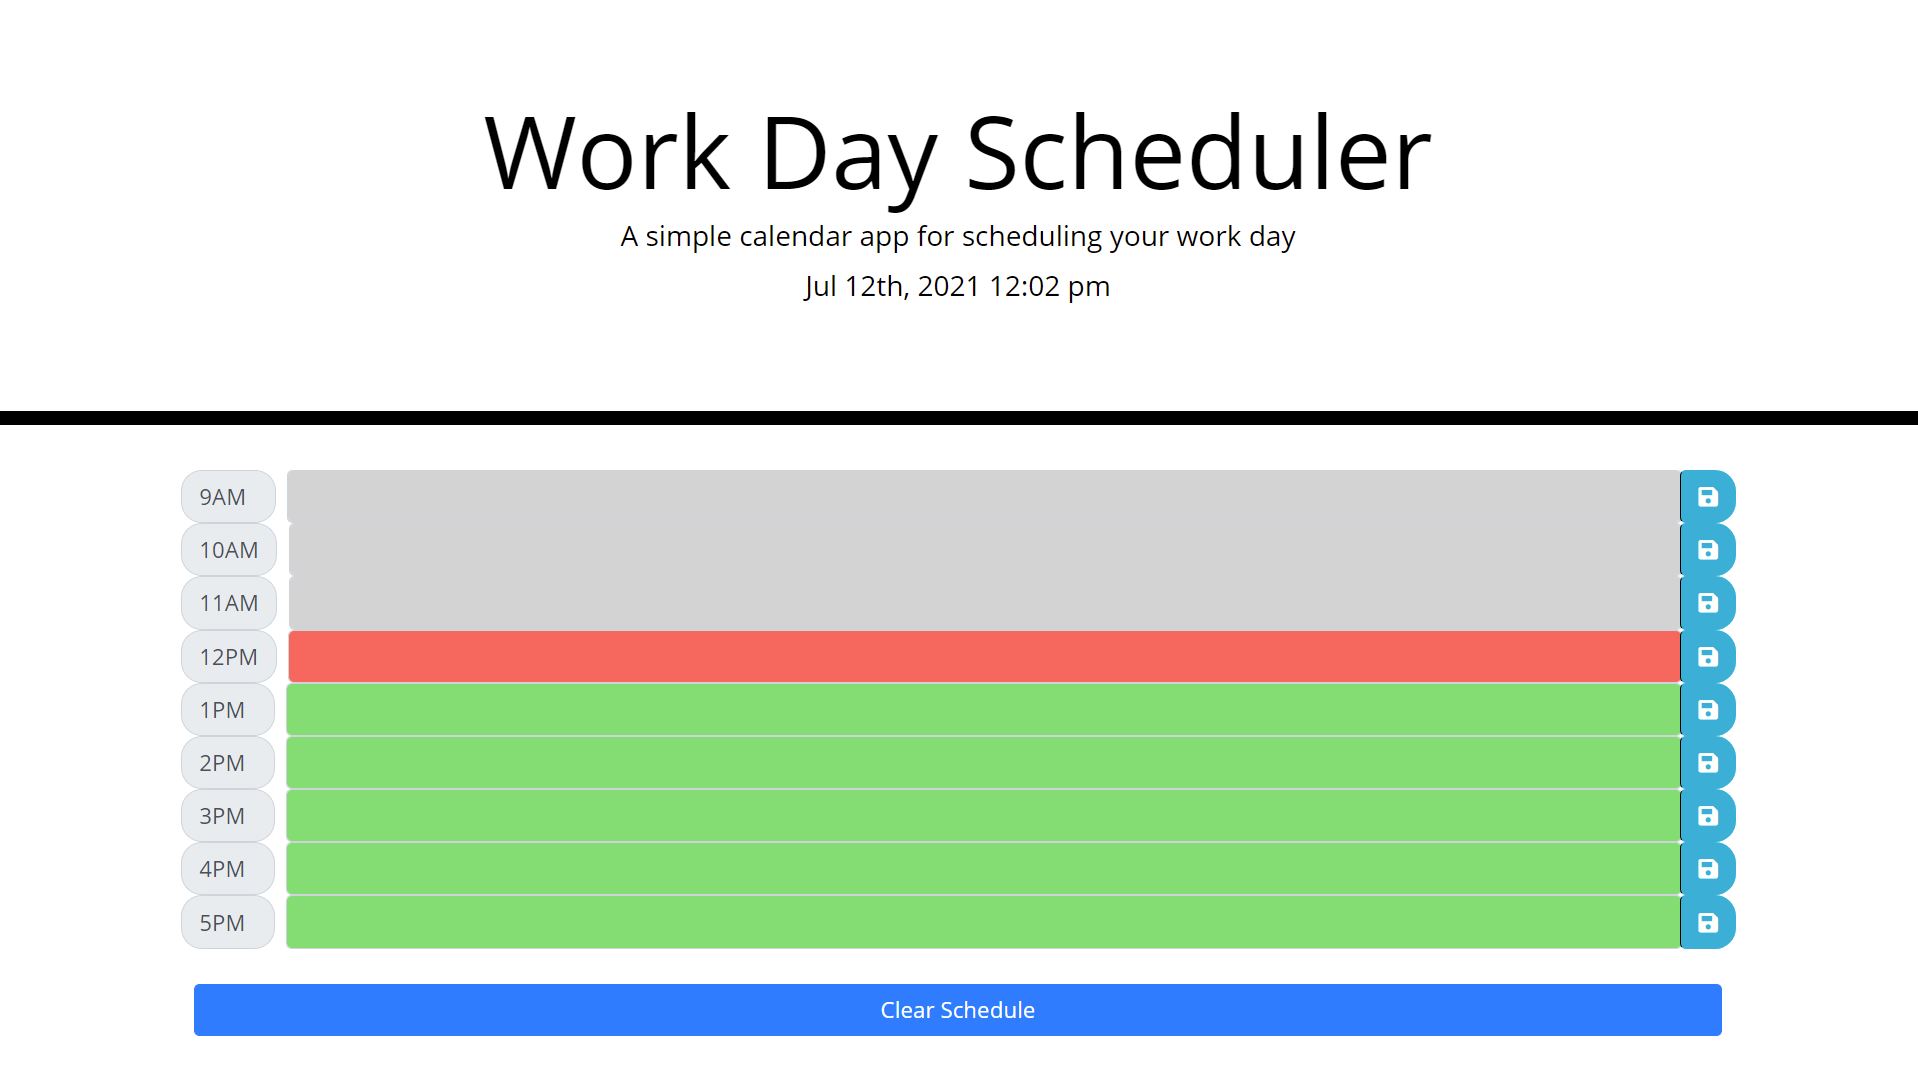 Work Day Scheduler
A simple calendar app for scheduling your work day
Jul 12th, 2021 12:02 pm
9AM
10AM
11AM
12PM
1PM
2PM
3PM
4PM
5PM
Clear Schedule